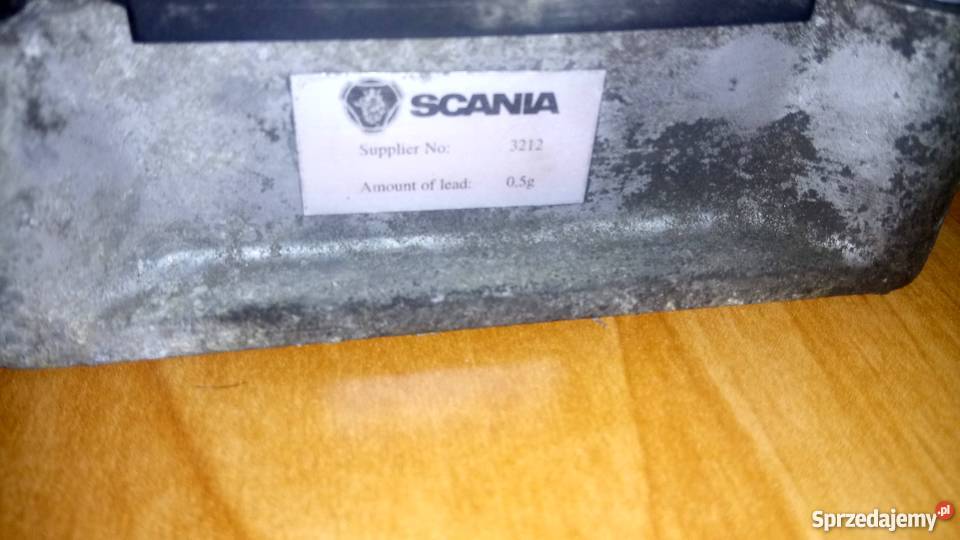 SCANIA
Supplier No: 3212
Amount of lead: 0.5g
Sprzedajemy.pl